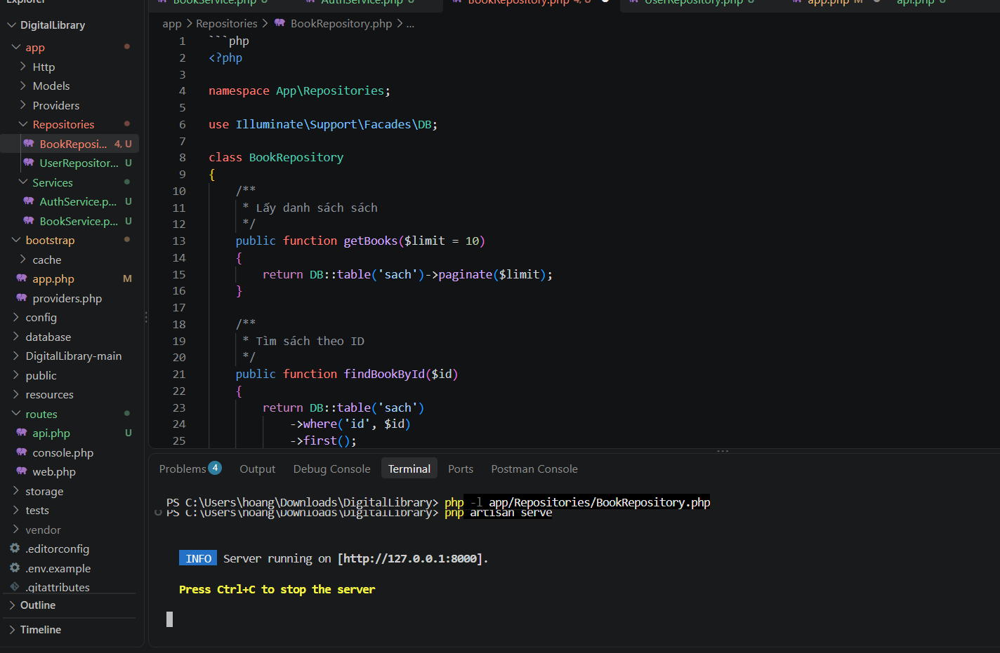 Explorer
DigitalLibrary
app
Http
Models
Providers
Repositories
BookReposi... 4, U
UserRepositor... U
Services
AuthService.p... U
BookService.p... U
bootstrap
cache
app.php M
providers.php
config
database
DigitalLibrary-main
public
resources
routes
api.php U
console.php
web.php
storage
tests
vendor
.editorconfig
.env.example
.gitattributes
Outline
Timeline
BookService.php U AuthService.php U BookRepository.php 4, U UserRepository.php U app.php M api.php U
app > Repositories > BookRepository.php > ...
1 ```php
2 <?php
3
4 namespace App\Repositories;
5
6 use Illuminate\Support\Facades\DB;
7
8 class BookRepository
9 {
10 /**
11 * Lấy danh sách sách
12 */
13 public function getBooks($limit = 10)
14 {
15 return DB::table('sach')->paginate($limit);
16 }
17
18 /**
19 * Tìm sách theo ID
20 */
21 public function findBookById($id)
22 {
23 return DB::table('sach')
24 ->where('id', $id)
25 ->first();
Problems 4 Output Debug Console Terminal Ports Postman Console
PS C:\Users\hoang\Downloads\DigitalLibrary> php -l app/Repositories/BookRepository.php
PS C:\Users\hoang\Downloads\DigitalLibrary> php artisan serve
INFO Server running on [http://127.0.0.1:8000].
Press Ctrl+C to stop the server